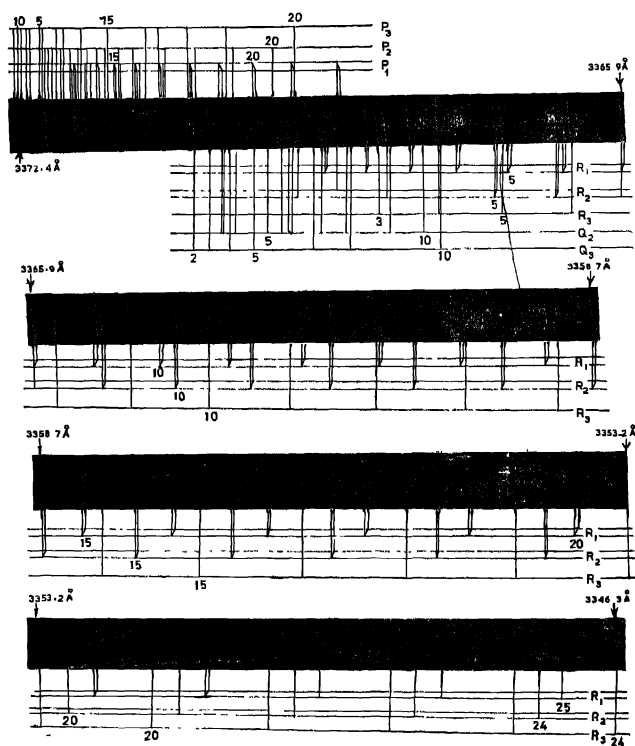 10 5 15 20 P3
20 P2
15 20 P1
3365.9Å
3372.4Å
R1
5
R2
3 5 5 R3
5 10 Q2
2 5 10 Q3
3365.9Å 3358.7Å
10 R1
10 R2
10 R3
3358.7Å 3353.2Å
15 20 R1
15 R2
15 R3
3353.2Å 3346.3Å
25 R1
20 24 R2
20 R3 24